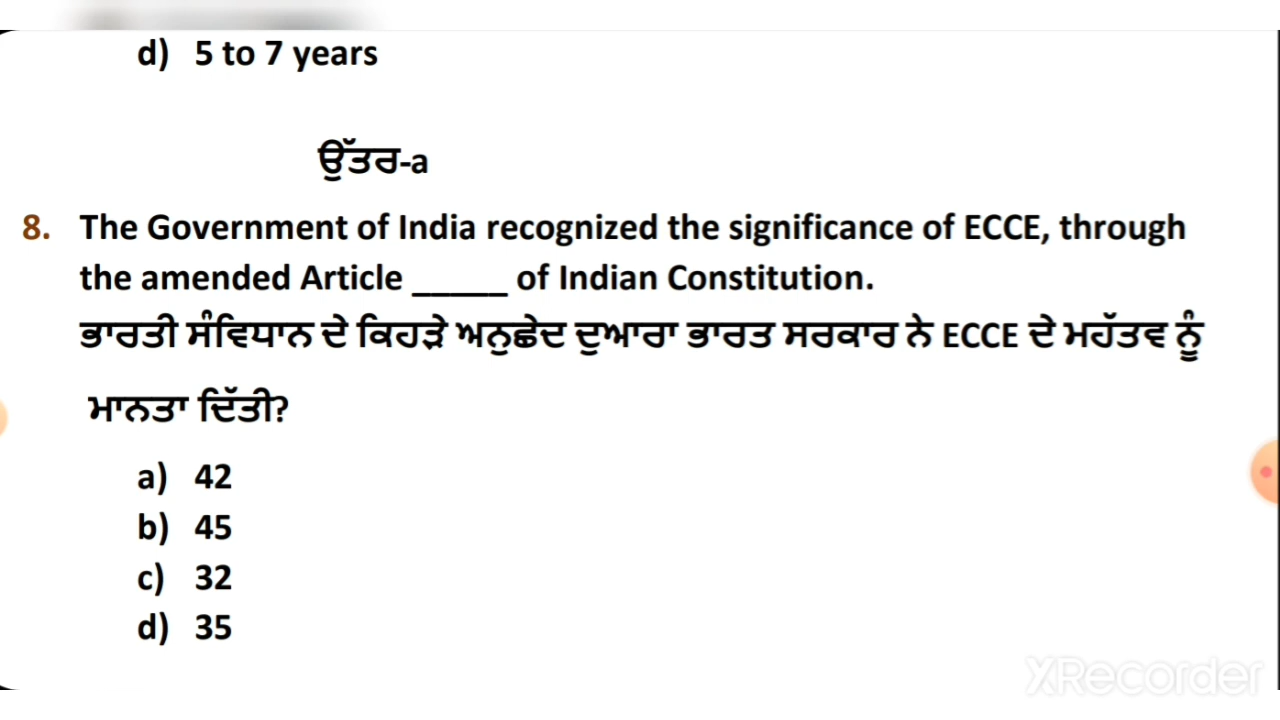 d) 5 to 7 years
ਉੱਤਰ-a
8. The Government of India recognized the significance of ECCE, through
the amended Article _____ of Indian Constitution.
ਭਾਰਤੀ ਸੰਵਿਧਾਨ ਦੇ ਕਿਹੜੇ ਅਨੁਛੇਦ ਦੁਆਰਾ ਭਾਰਤ ਸਰਕਾਰ ਨੇ ECCE ਦੇ ਮਹੱਤਵ ਨੂੰ
ਮਾਨਤਾ ਦਿੱਤੀ?
a) 42
b) 45
c) 32
d) 35
XRecorder